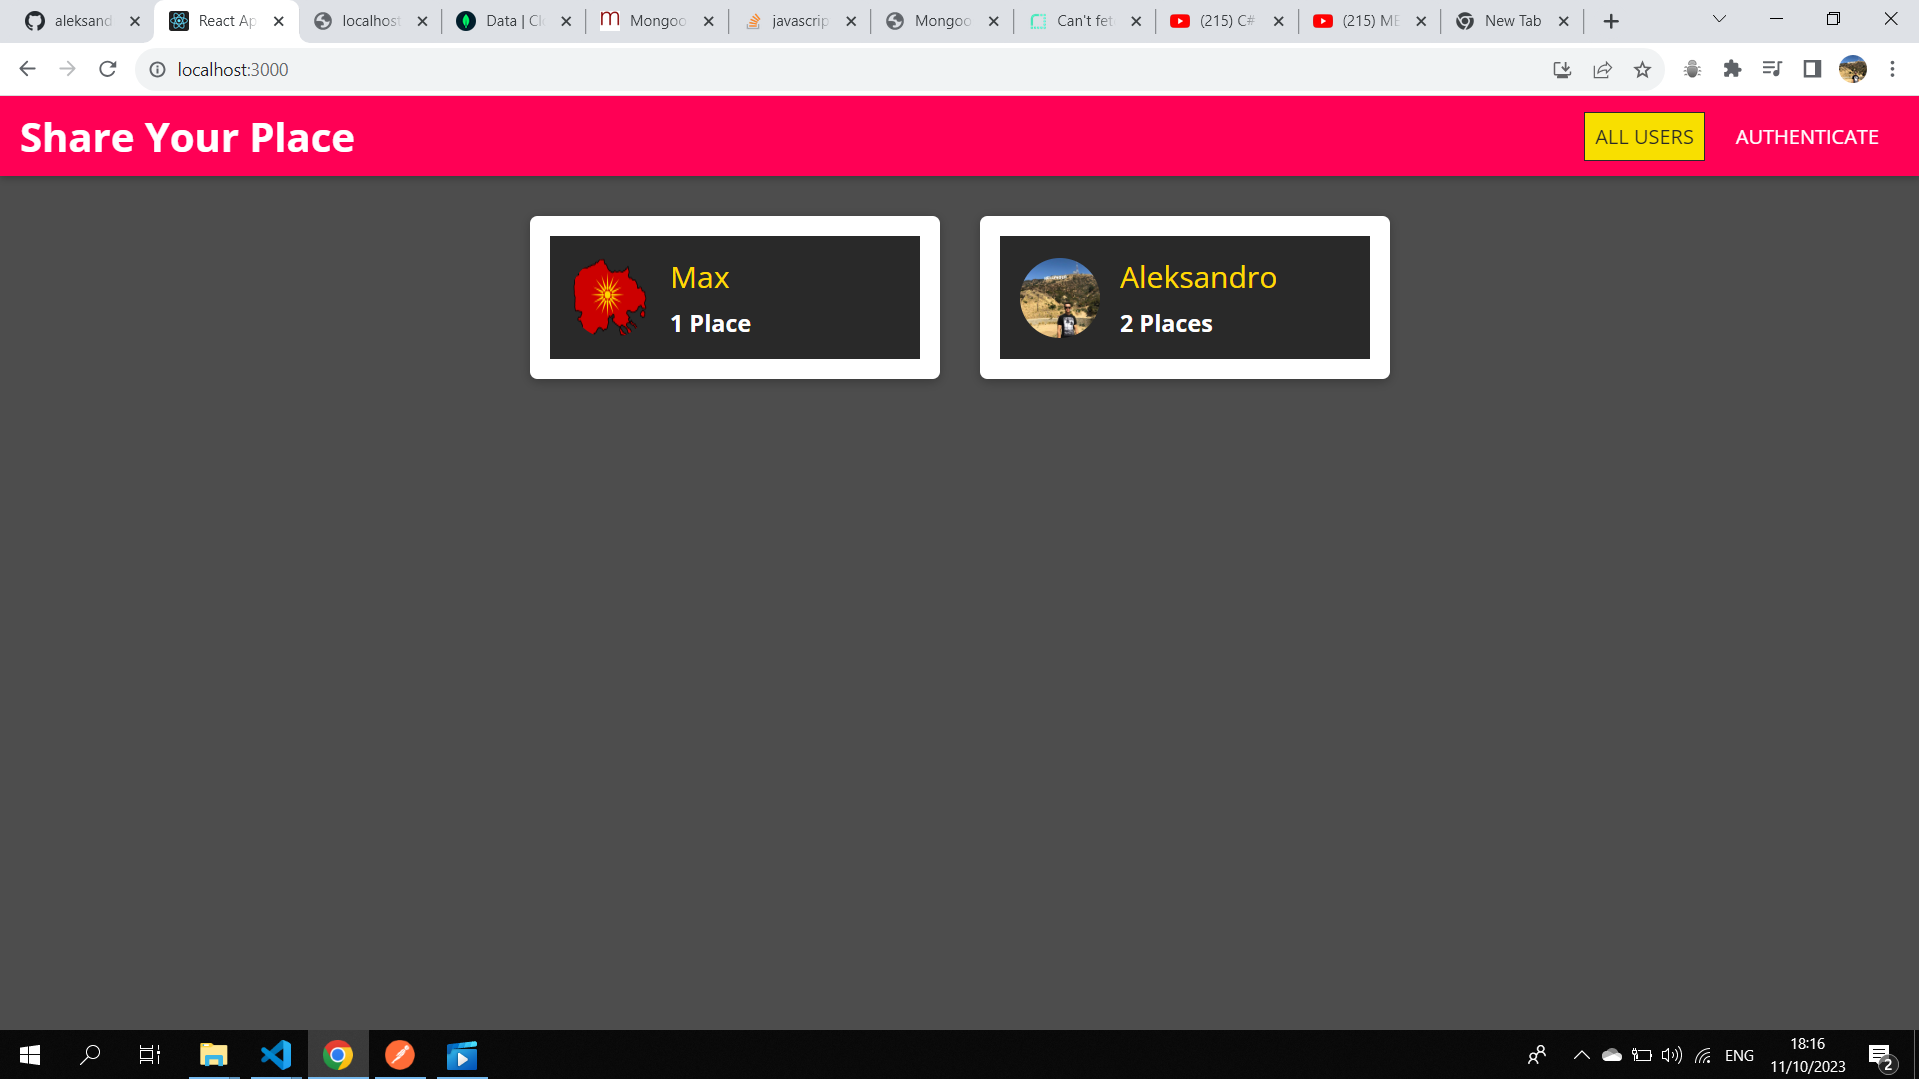 aleksand
React Ap
localhost
Data | Clo
Mongoo
javascrip
Mongoo
Can't fet
(215) C#
(215) ME
New Tab
localhost:3000
Share Your Place
ALL USERS
AUTHENTICATE
Max
1 Place
Aleksandro
2 Places
ENG
18:16
11/10/2023
2